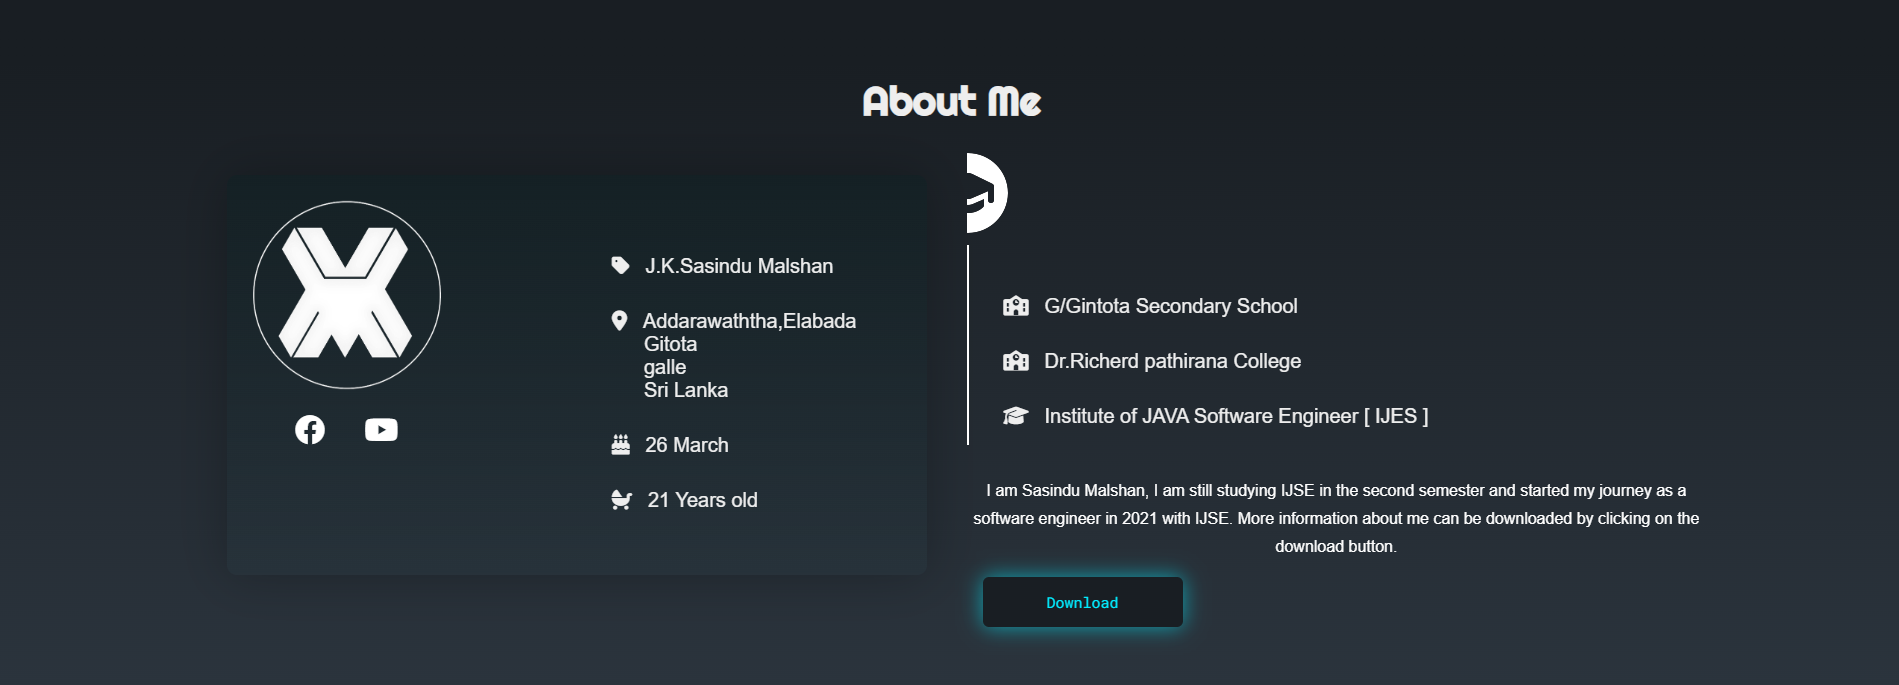 About Me
J.K.Sasindu Malshan
Addarawaththa,Elabada
Gitota
galle
Sri Lanka
26 March
21 Years old
G/Gintota Secondary School
Dr.Richerd pathirana College
Institute of JAVA Software Engineer [ IJES ]
I am Sasindu Malshan, I am still studying IJSE in the second semester and started my journey as a
software engineer in 2021 with IJSE. More information about me can be downloaded by clicking on the
download button.
Download